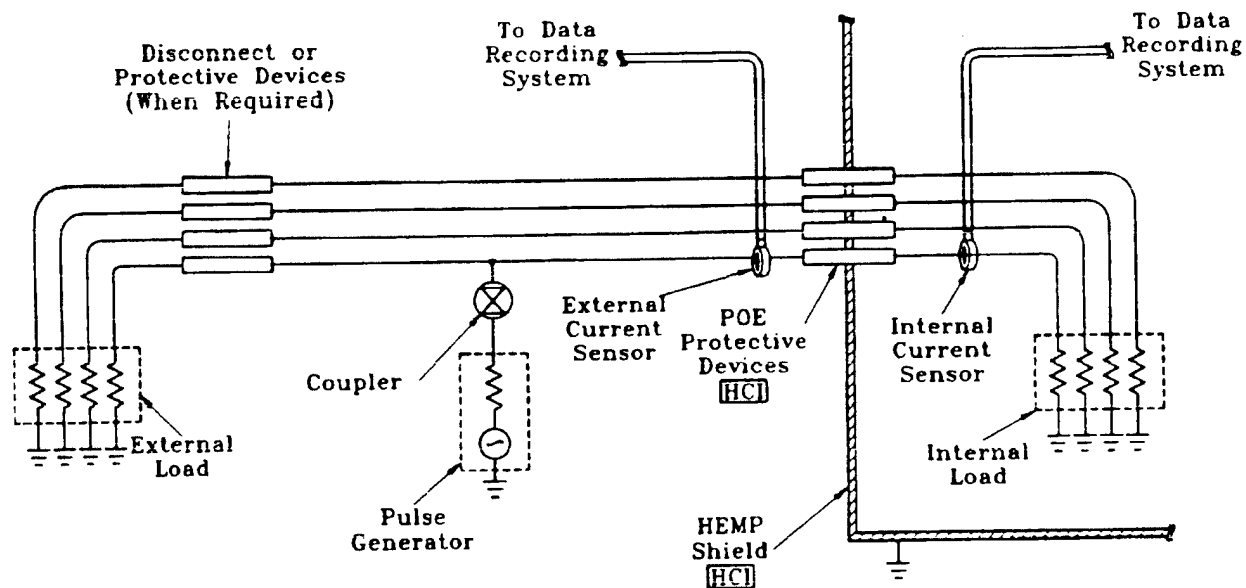 Disconnect or
Protective Devices
(When Required)
To Data
Recording
System
To Data
Recording
System
External
Current
Sensor
POE
Protective
Devices
HCI
Internal
Current
Sensor
Coupler
External
Load
Internal
Load
Pulse
Generator
HEMP
Shield
HCI